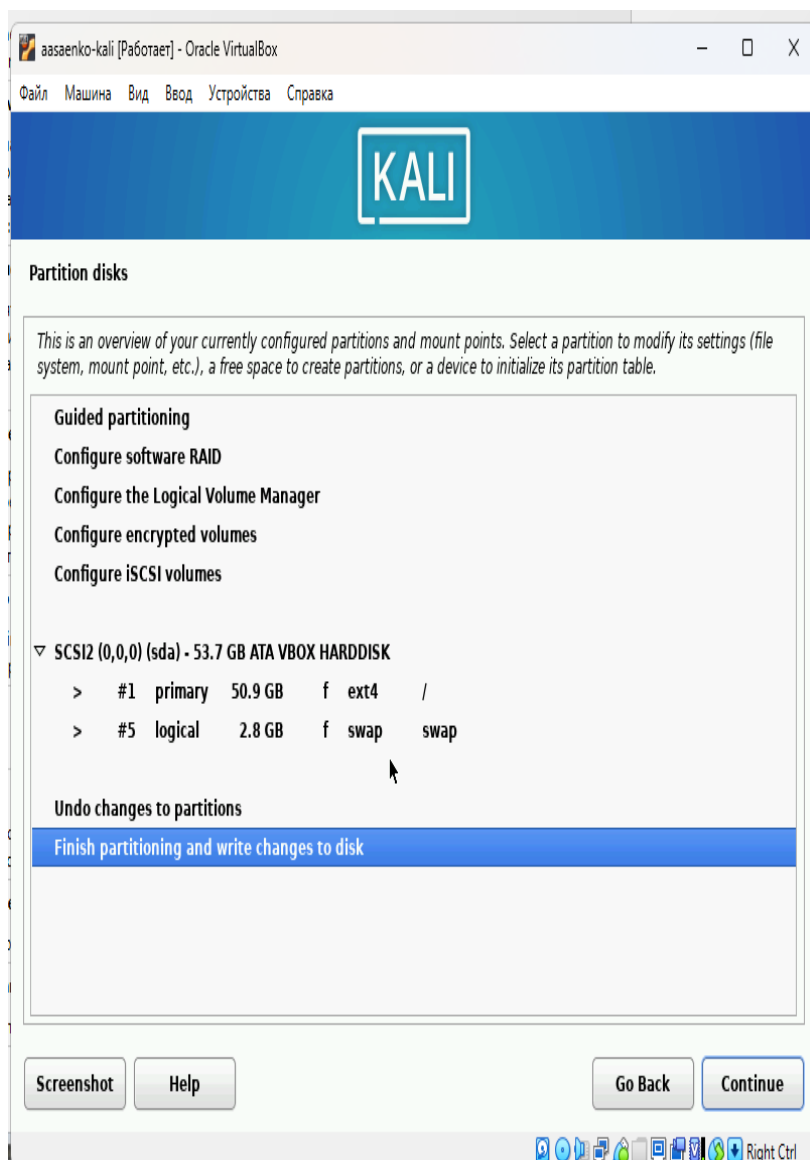 aasaenko-kali [Работает] - Oracle VirtualBox
Файл Машина Вид Ввод Устройства Справка
KALI
Partition disks
This is an overview of your currently configured partitions and mount points. Select a partition to modify its settings (file
system, mount point, etc.), a free space to create partitions, or a device to initialize its partition table.
Guided partitioning
Configure software RAID
Configure the Logical Volume Manager
Configure encrypted volumes
Configure iSCSI volumes
SCSI2 (0,0,0) (sda) - 53.7 GB ATA VBOX HARDDISK
> #1 primary 50.9 GB f ext4 /
> #5 logical 2.8 GB f swap swap
Undo changes to partitions
Finish partitioning and write changes to disk
Screenshot Help Go Back Continue
Right Ctrl